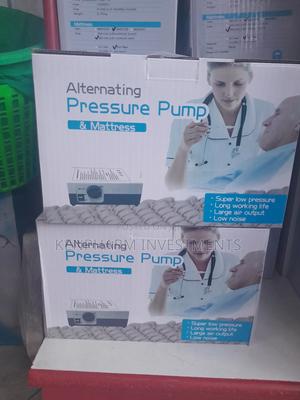 Alternating
Pressure Pump
& Mattress
• Super low pressure
• Long working life
• Large air output
• Low noise
INVESTMENTS
Alternating
Pressure Pump
& Mattress
• Super low pressure
• Long working life
• Large air output
• Low noise